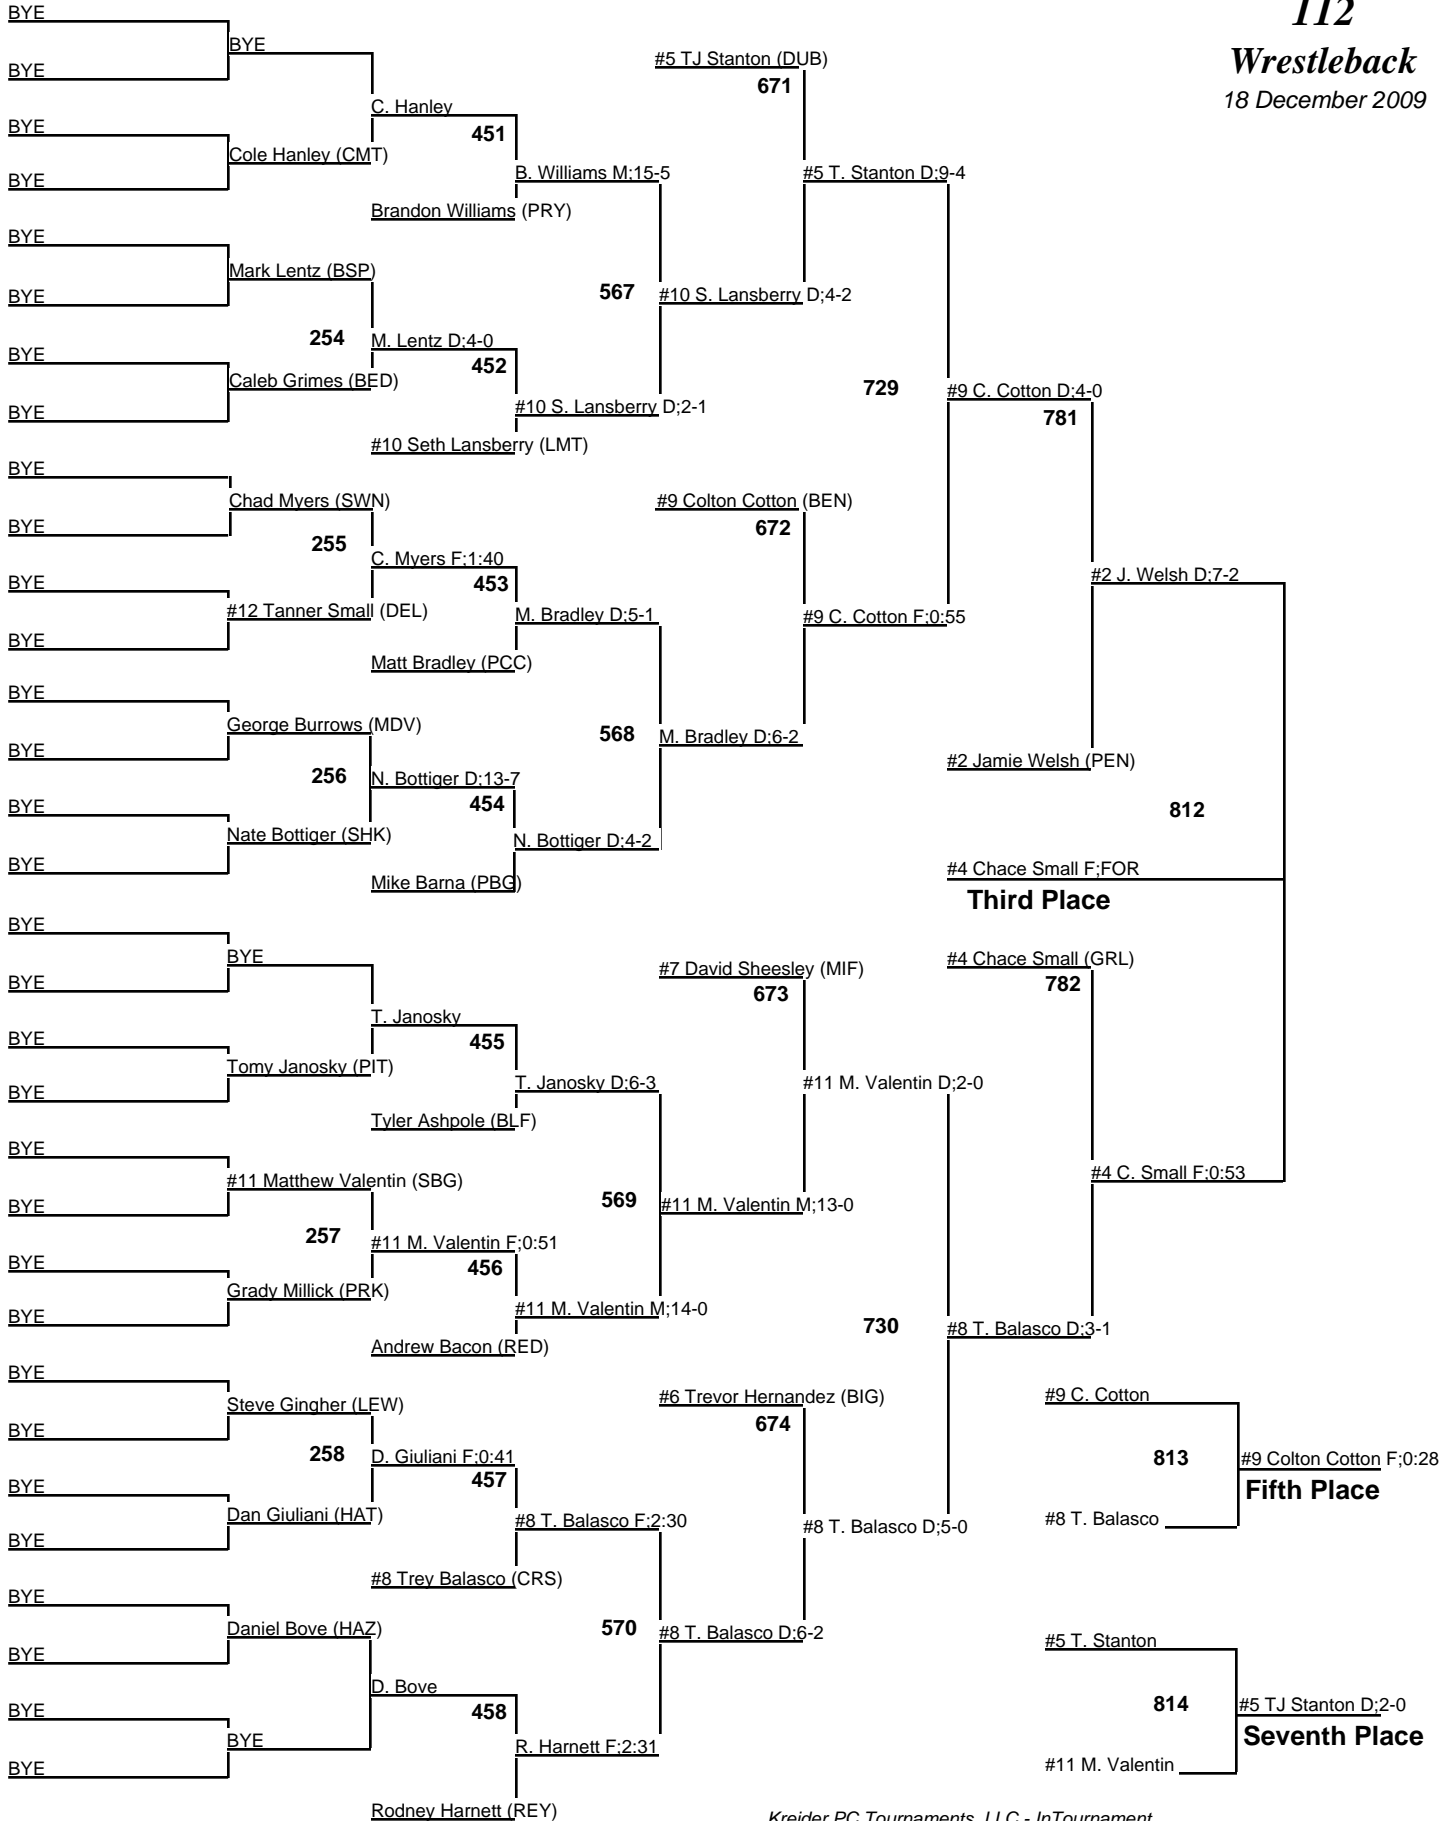 112
Wrestleback
18 December 2009
BYE
BYE
BYE
#5 TJ Stanton (DUB)
671
C. Hanley
451
BYE
Cole Hanley (CMT)
BYE
B. Williams M;15-5
#5 T. Stanton D;9-4
Brandon Williams (PRY)
BYE
Mark Lentz (BSP)
BYE
567
#10 S. Lansberry D;4-2
254
M. Lentz D;4-0
452
BYE
Caleb Grimes (BED)
BYE
729
#9 C. Cotton D;4-0
781
#10 S. Lansberry D;2-1
#10 Seth Lansberry (LMT)
BYE
Chad Myers (SWN)
BYE
#9 Colton Cotton (BEN)
672
255
C. Myers F;1:40
453
BYE
#12 Tanner Small (DEL)
BYE
#2 J. Welsh D;7-2
M. Bradley D;5-1
#9 C. Cotton F;0:55
Matt Bradley (PCC)
BYE
George Burrows (MDV)
BYE
568
M. Bradley D;6-2
256
N. Bottiger D;13-7
454
#2 Jamie Welsh (PEN)
812
BYE
Nate Bottiger (SHK)
BYE
N. Bottiger D;4-2
Mike Barna (PBG)
#4 Chace Small F;FOR
Third Place
BYE
BYE
BYE
#7 David Sheesley (MIF)
673
#4 Chace Small (GRL)
782
T. Janosky
455
BYE
Tomy Janosky (PIT)
BYE
T. Janosky D;6-3
#11 M. Valentin D;2-0
Tyler Ashpole (BLF)
BYE
#11 Matthew Valentin (SBG)
BYE
569
#11 M. Valentin M;13-0
#4 C. Small F;0:53
257
#11 M. Valentin F;0:51
456
BYE
Grady Millick (PRK)
BYE
#11 M. Valentin M;14-0
730
#8 T. Balasco D;3-1
Andrew Bacon (RED)
BYE
Steve Gingher (LEW)
BYE
#6 Trevor Hernandez (BIG)
674
#9 C. Cotton
258
D. Giuliani F;0:41
457
813
#9 Colton Cotton F;0:28
Fifth Place
BYE
Dan Giuliani (HAT)
BYE
#8 T. Balasco F;2:30
#8 T. Balasco D;5-0
#8 T. Balasco
#8 Trey Balasco (CRS)
BYE
Daniel Bove (HAZ)
BYE
570
#8 T. Balasco D;6-2
#5 T. Stanton
D. Bove
458
814
#5 TJ Stanton D;2-0
Seventh Place
BYE
BYE
BYE
R. Harnett F;2:31
#11 M. Valentin
Rodney Harnett (REY)
Kreider PC Tournaments, LLC - InTournament